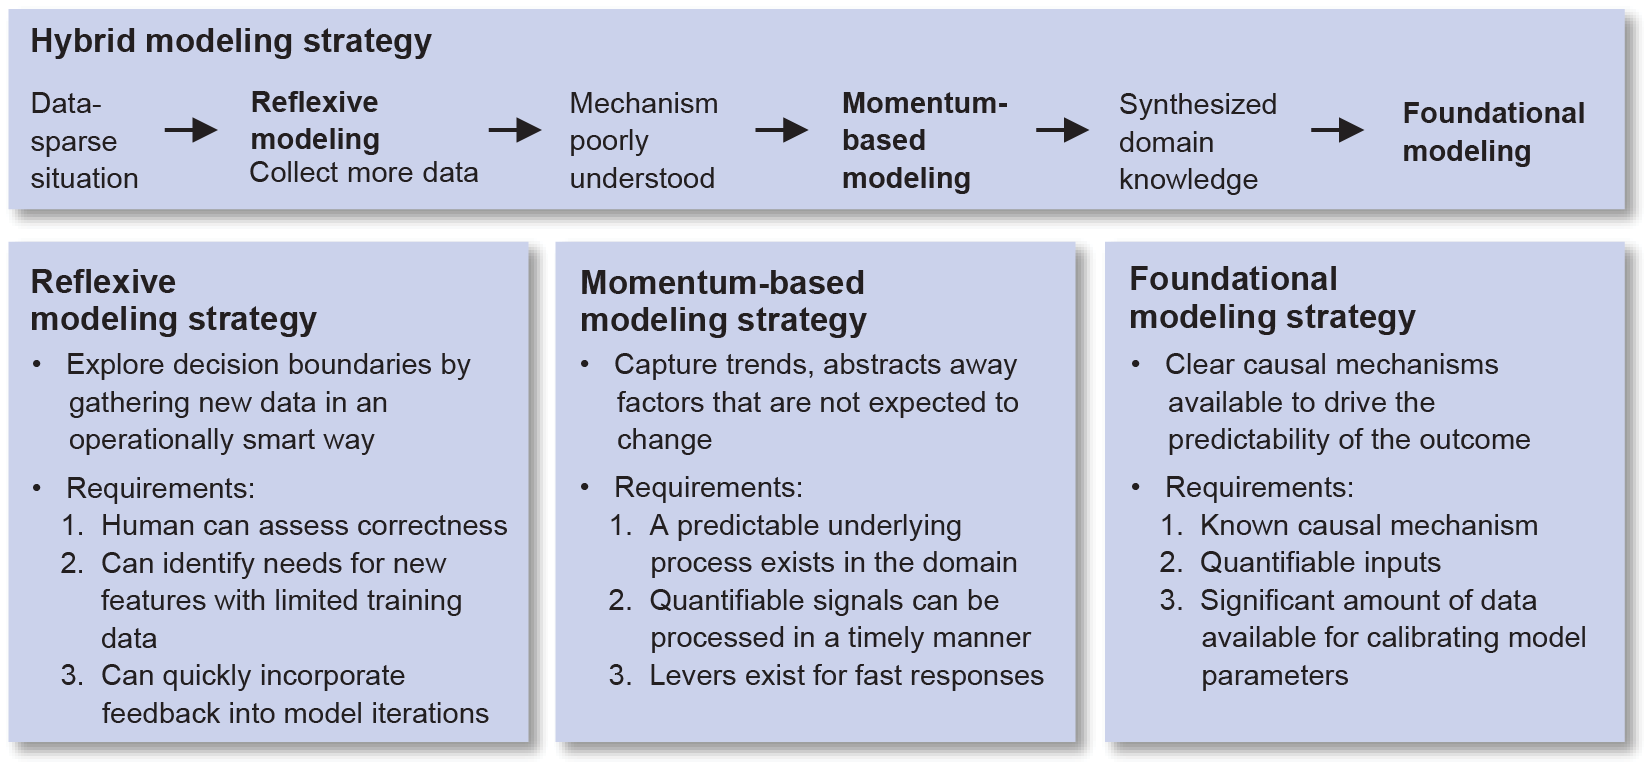 Hybrid modeling strategy
Data-
sparse
situation
Reflexive
modeling
Collect more data
Mechanism
poorly
understood
Momentum-
based
modeling
Synthesized
domain
knowledge
Foundational
modeling
Reflexive
modeling strategy
• Explore decision boundaries by
gathering new data in an
operationally smart way
• Requirements:
1. Human can assess correctness
2. Can identify needs for new
features with limited training
data
3. Can quickly incorporate
feedback into model iterations
Momentum-based
modeling strategy
• Capture trends, abstracts away
factors that are not expected to
change
• Requirements:
1. A predictable underlying
process exists in the domain
2. Quantifiable signals can be
processed in a timely manner
3. Levers exist for fast responses
Foundational
modeling strategy
• Clear causal mechanisms
available to drive the
predictability of the outcome
• Requirements:
1. Known causal mechanism
2. Quantifiable inputs
3. Significant amount of data
available for calibrating model
parameters